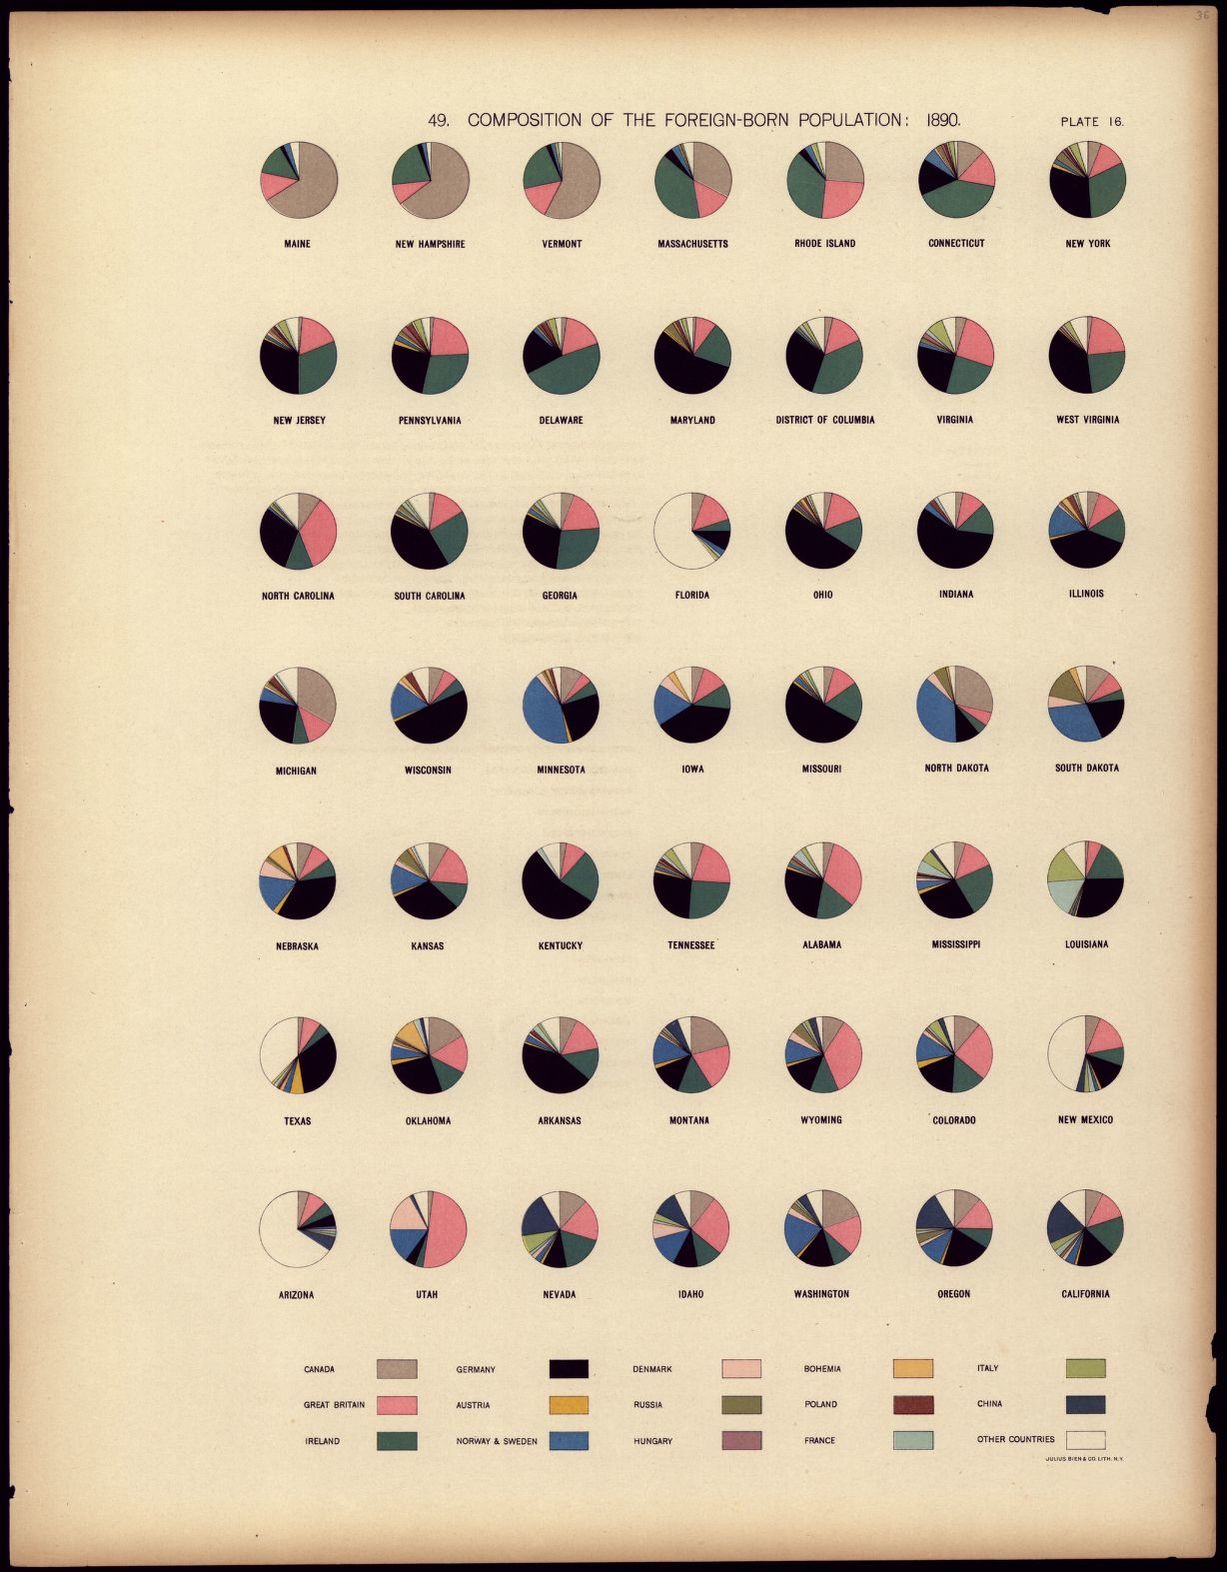 36
49. COMPOSITION OF THE FOREIGN-BORN POPULATION: 1890. PLATE 16.
MAINE NEW HAMPSHIRE VERMONT MASSACHUSETTS RHODE ISLAND CONNECTICUT NEW YORK
NEW JERSEY PENNSYLVANIA DELAWARE MARYLAND DISTRICT OF COLUMBIA VIRGINIA WEST VIRGINIA
NORTH CAROLINA SOUTH CAROLINA GEORGIA FLORIDA OHIO INDIANA ILLINOIS
MICHIGAN WISCONSIN MINNESOTA IOWA MISSOURI NORTH DAKOTA SOUTH DAKOTA
NEBRASKA KANSAS KENTUCKY TENNESSEE ALABAMA MISSISSIPPI LOUISIANA
TEXAS OKLAHOMA ARKANSAS MONTANA WYOMING COLORADO NEW MEXICO
ARIZONA UTAH NEVADA IDAHO WASHINGTON OREGON CALIFORNIA
CANADA GERMANY DENMARK BOHEMIA ITALY
GREAT BRITAIN AUSTRIA RUSSIA POLAND CHINA
IRELAND NORWAY & SWEDEN HUNGARY FRANCE OTHER COUNTRIES
JULIUS BIEN & CO. LITH. N.Y.